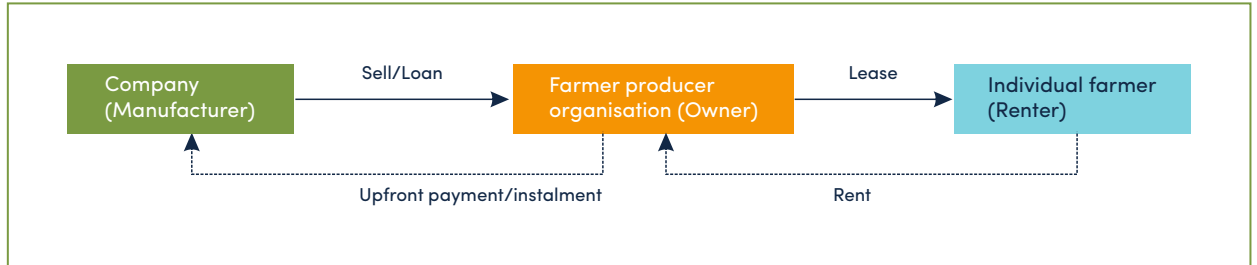 Company
(Manufacturer)
Sell/Loan
Farmer producer
organisation (Owner)
Lease
Individual farmer
(Renter)
Upfront payment/instalment
Rent